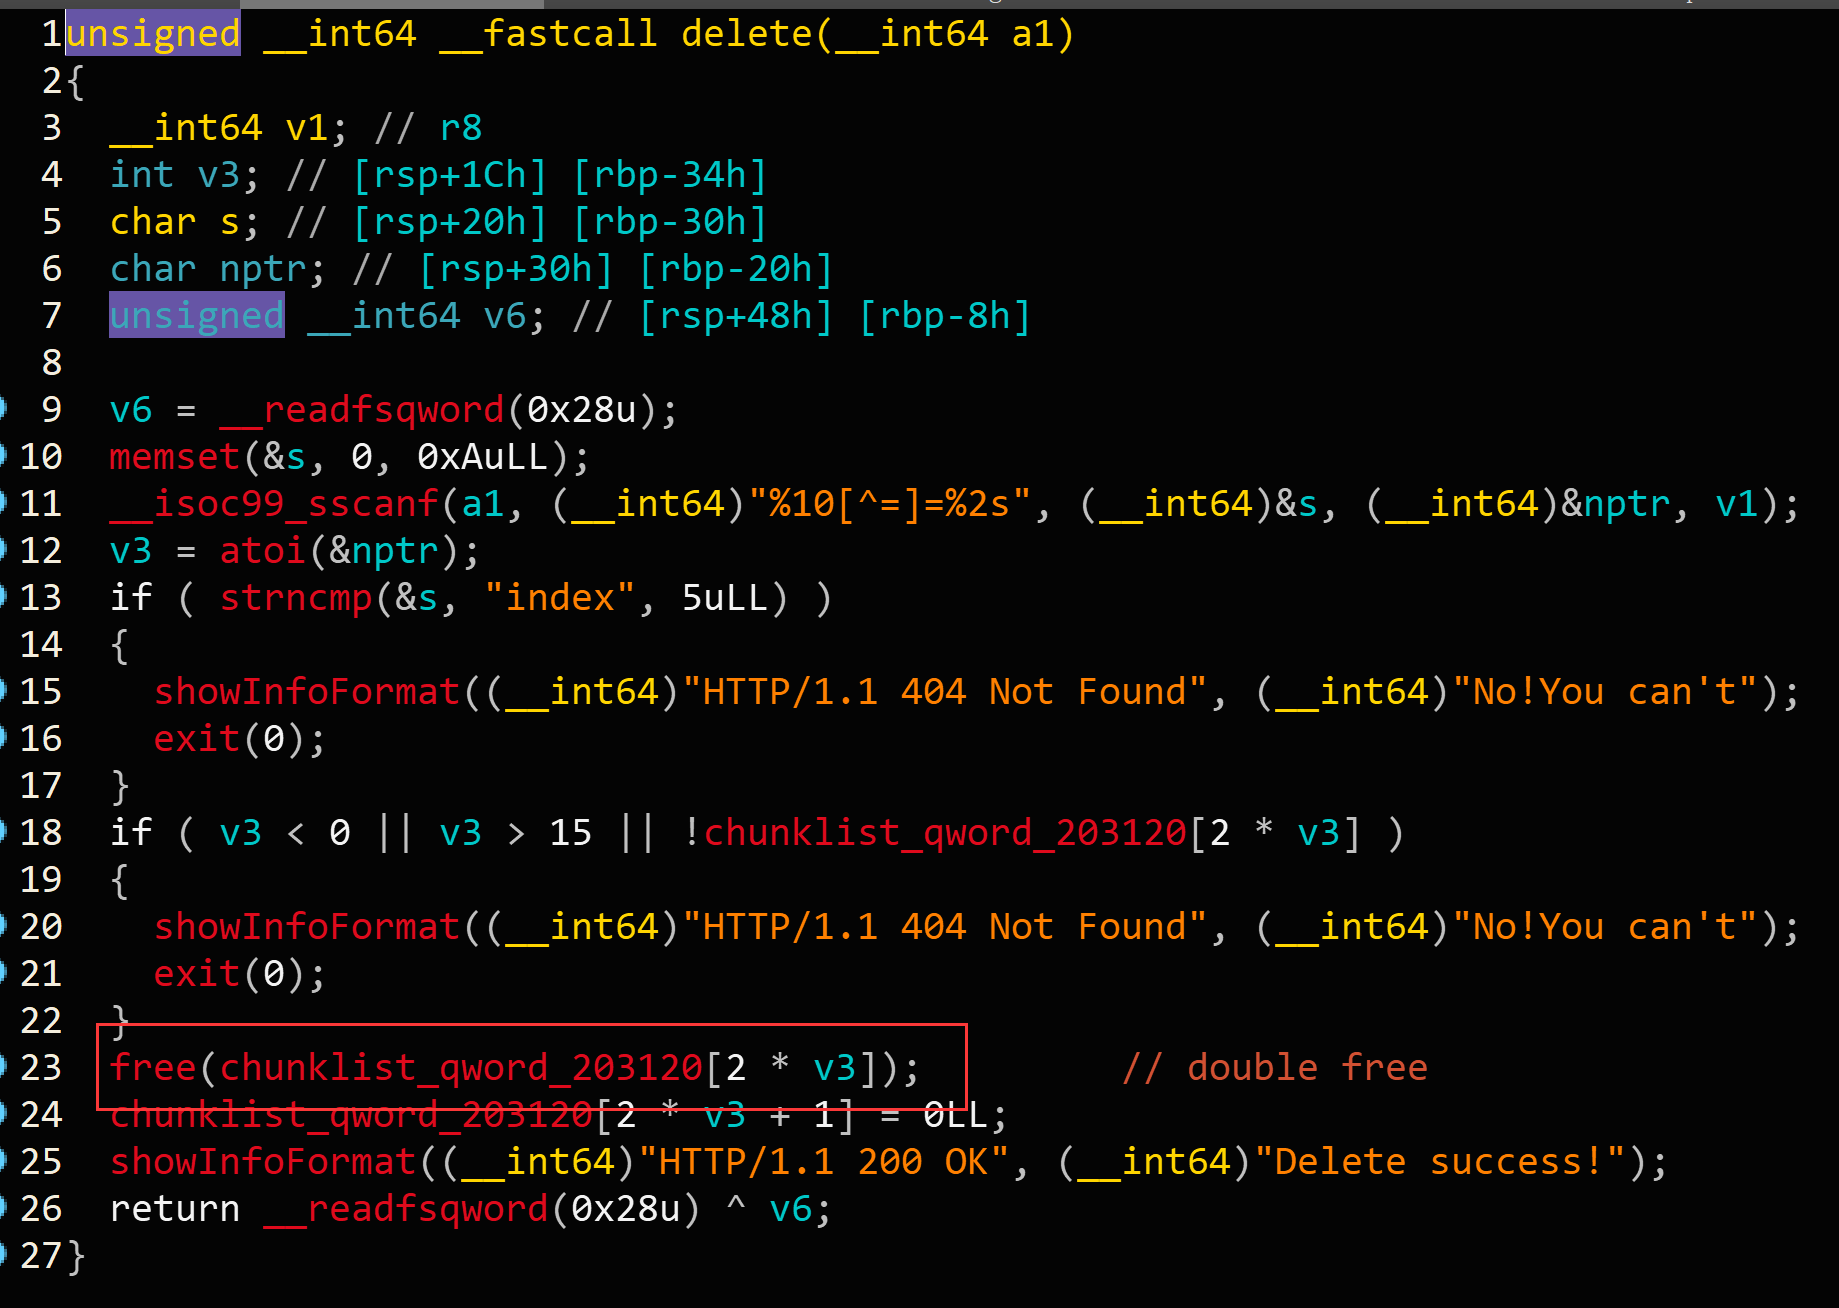 1 unsigned __int64 __fastcall delete(__int64 a1)
2 {
3   __int64 v1; // r8
4   int v3; // [rsp+1Ch] [rbp-34h]
5   char s; // [rsp+20h] [rbp-30h]
6   char nptr; // [rsp+30h] [rbp-20h]
7   unsigned __int64 v6; // [rsp+48h] [rbp-8h]
8
9   v6 = __readfsqword(0x28u);
10   memset(&s, 0, 0xAuLL);
11   __isoc99_sscanf(a1, (__int64)"%10[^=]=%2s", (__int64)&s, (__int64)&nptr, v1);
12   v3 = atoi(&nptr);
13   if ( strncmp(&s, "index", 5uLL) )
14   {
15     showInfoFormat((__int64)"HTTP/1.1 404 Not Found", (__int64)"No!You can't");
16     exit(0);
17   }
18   if ( v3 < 0 || v3 > 15 || !chunklist_qword_203120[2 * v3] )
19   {
20     showInfoFormat((__int64)"HTTP/1.1 404 Not Found", (__int64)"No!You can't");
21     exit(0);
22   }
23   free(chunklist_qword_203120[2 * v3]);         // double free
24   chunklist_qword_203120[2 * v3 + 1] = 0LL;
25   showInfoFormat((__int64)"HTTP/1.1 200 OK", (__int64)"Delete success!");
26   return __readfsqword(0x28u) ^ v6;
27 }